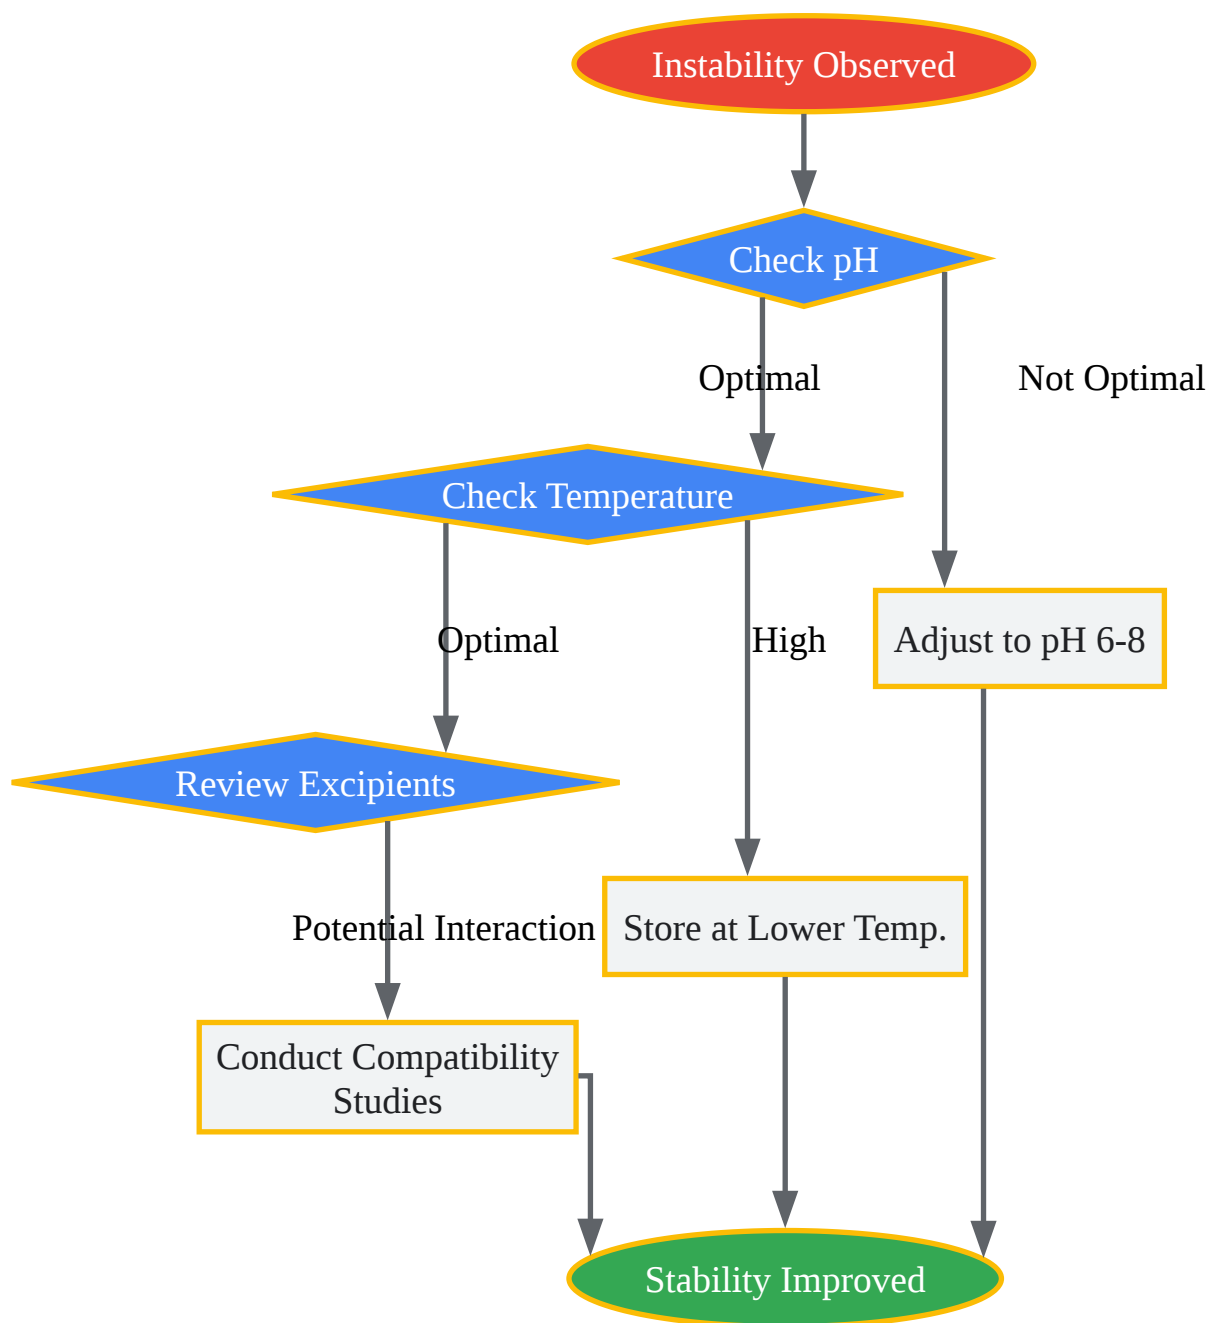 Instability Observed
Check pH
Optimal
Not Optimal
Check Temperature
Optimal
High
Adjust to pH 6-8
Review Excipients
Potential Interaction
Store at Lower Temp.
Conduct Compatibility
Studies
Stability Improved